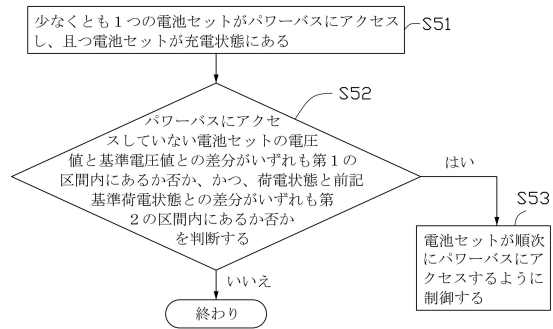 少なくとも１つの電池セットがパワーバスにアクセス
し、且つ電池セットが充電状態にある
S51
S52
パワーバスにアクセ
スしていない電池セットの電圧
値と基準電圧値との差分がいずれも第１の
区間内にあるか否か、かつ、荷電状態と前記
基準荷電状態との差分がいずれも第
２の区間内にあるか否か
を判断する
はい
S53
電池セットが順次
にパワーバスにア
クセスするように
制御する
いいえ
終わり